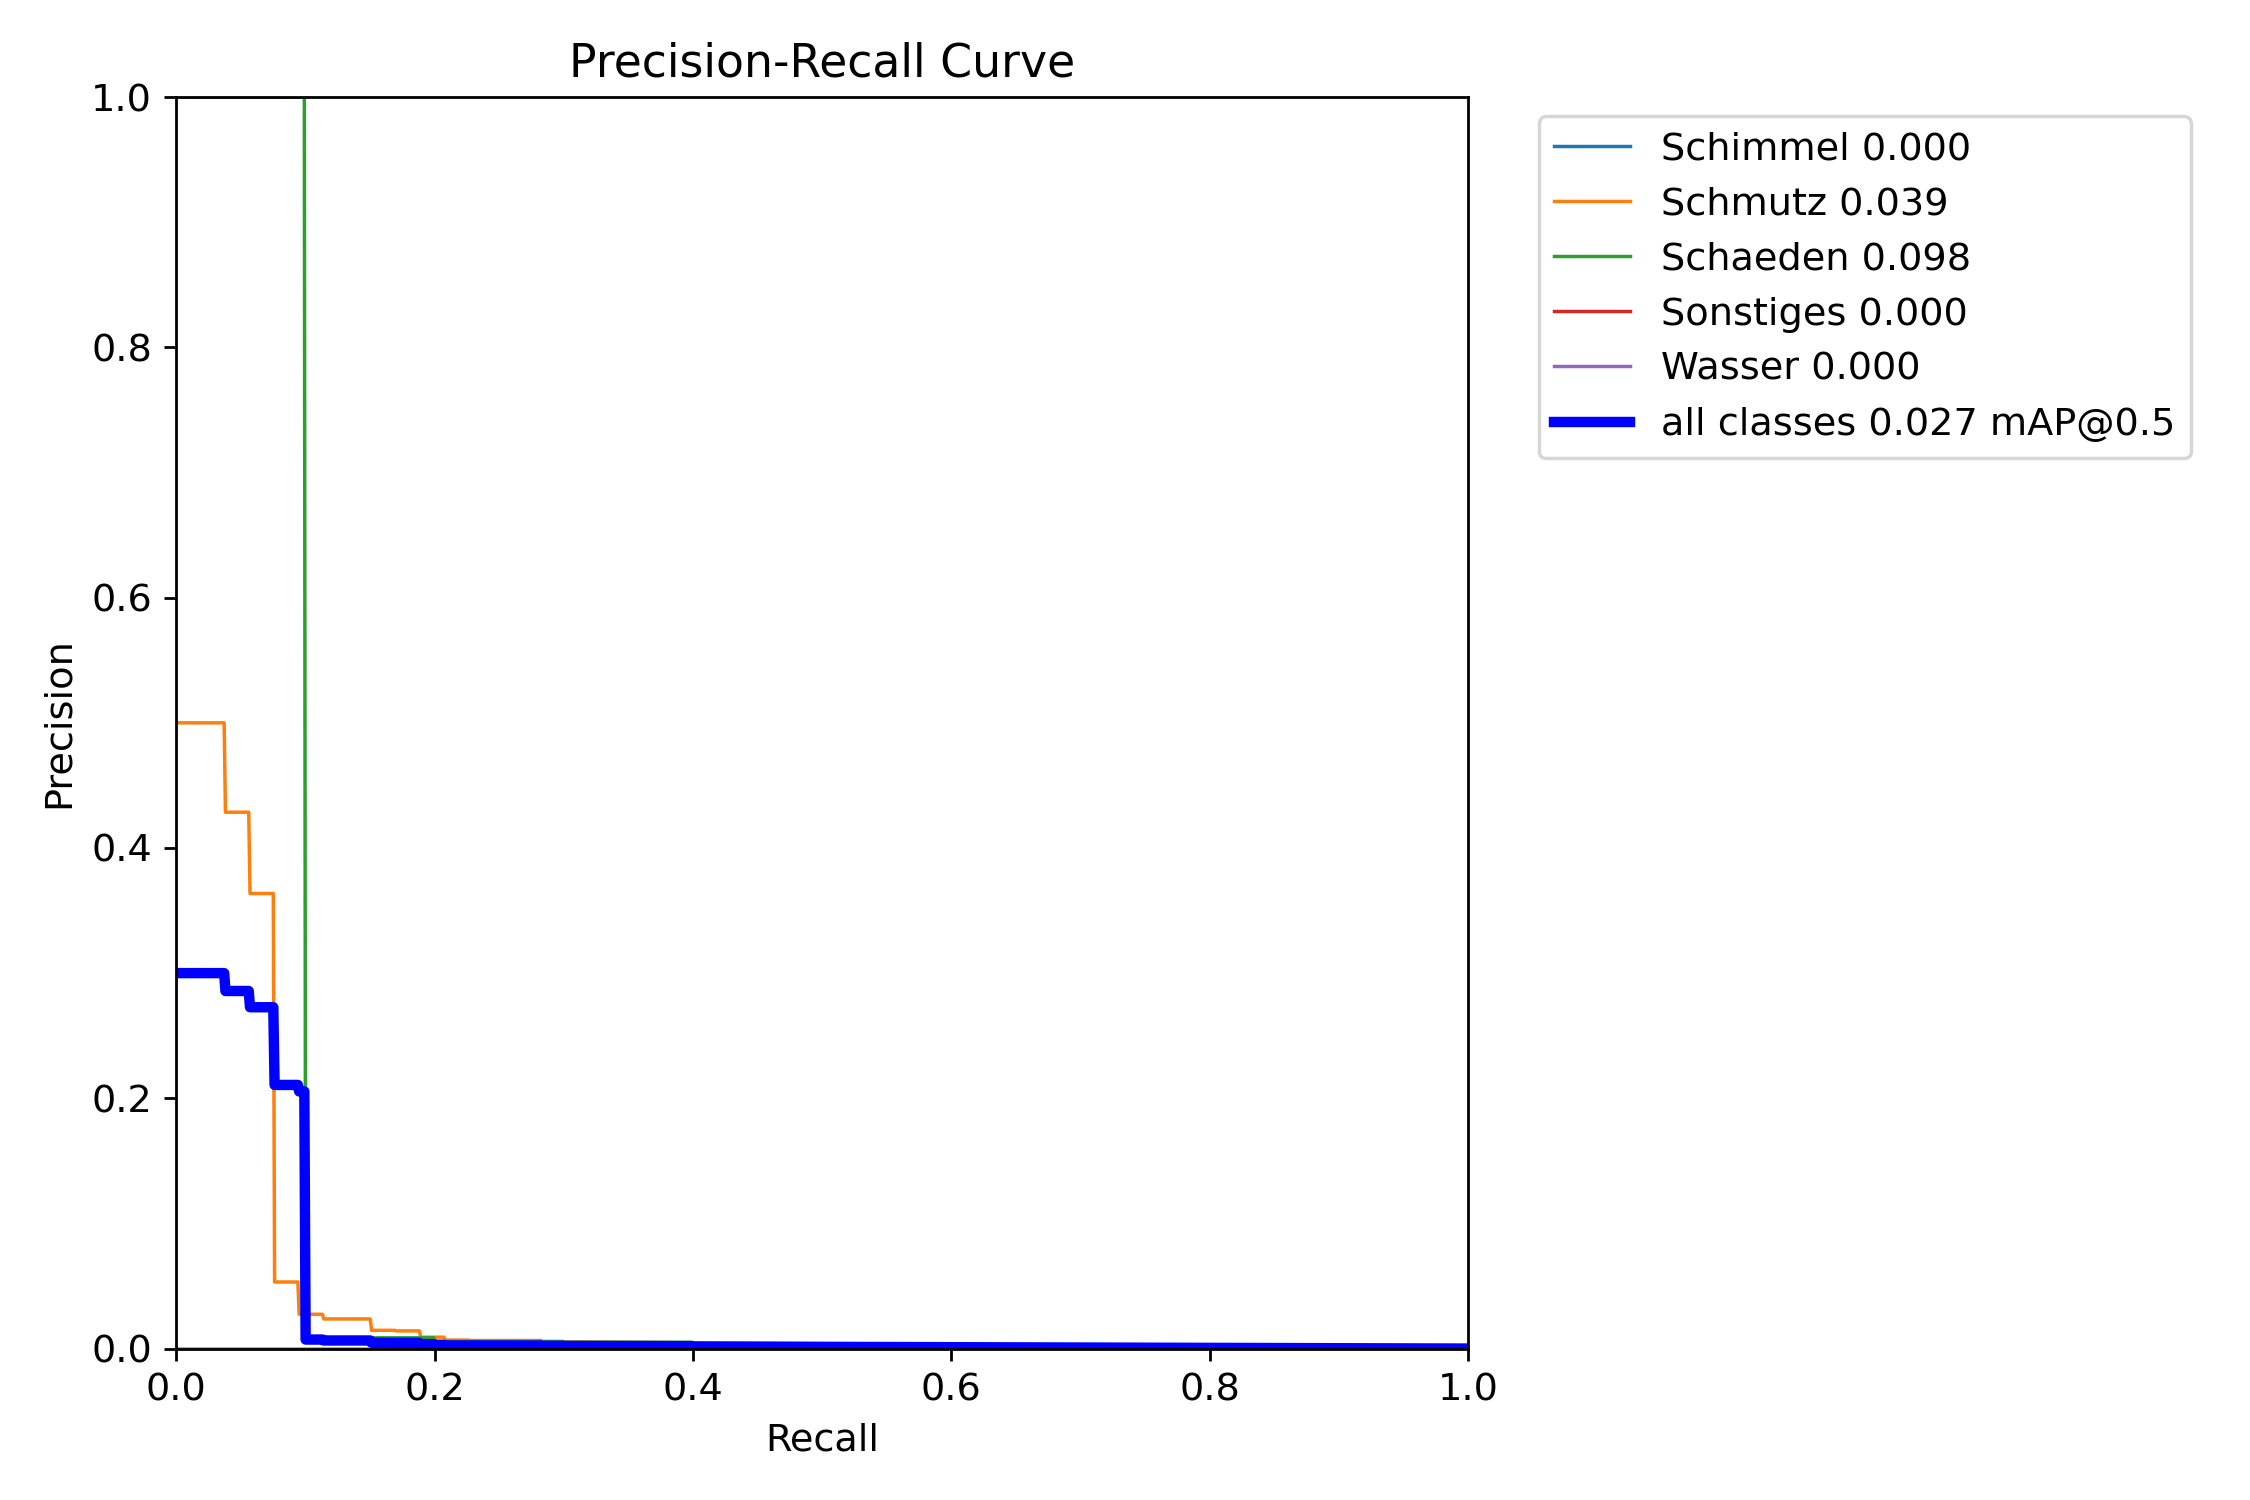 Precision-Recall Curve
1.0
0.8
0.6
0.4
0.2
0.0
Precision
0.0 0.2 0.4 0.6 0.8 1.0
Recall
Schimmel 0.000
Schmutz 0.039
Schaeden 0.098
Sonstiges 0.000
Wasser 0.000
all classes 0.027 mAP@0.5